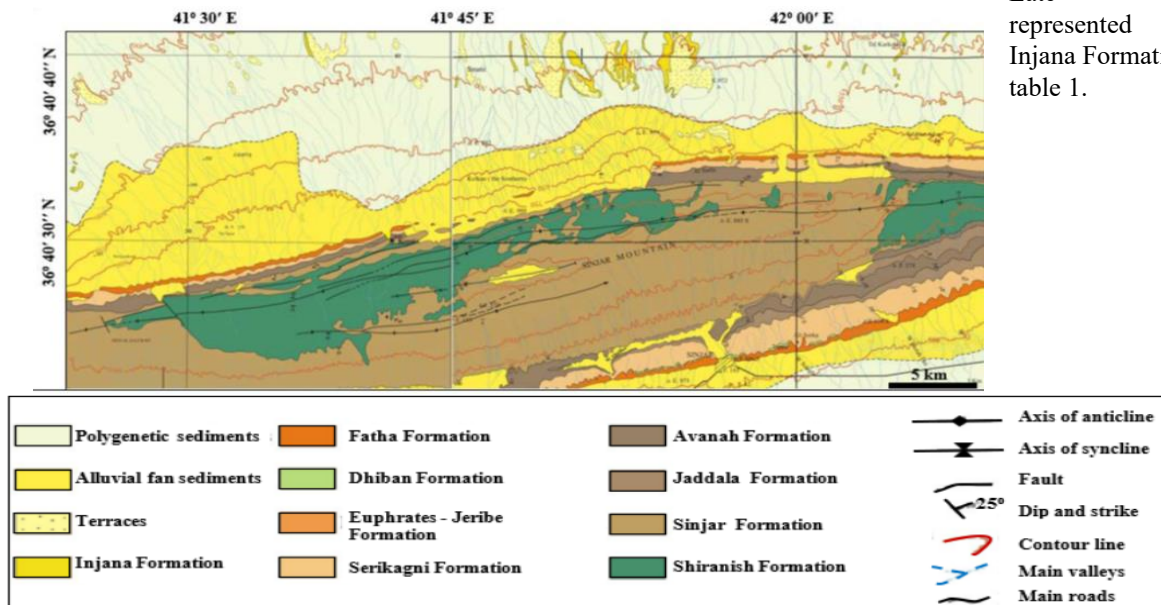 Late
represented
Injana Formati
table 1.
41° 30′ E
41° 45′ E
42° 00′ E
36° 40′ 40″ N
36° 40′ 30″ N
SINJAR MOUNTAIN
SINJAR
5 km
Polygenetic sediments
Alluvial fan sediments
Terraces
Injana Formation
Fatha Formation
Dhiban Formation
Euphrates - Jeribe
Formation
Serikagni Formation
Avanah Formation
Jaddala Formation
Sinjar Formation
Shiranish Formation
Axis of anticline
Axis of syncline
Fault
25°
Dip and strike
Contour line
Main valleys
Main roads